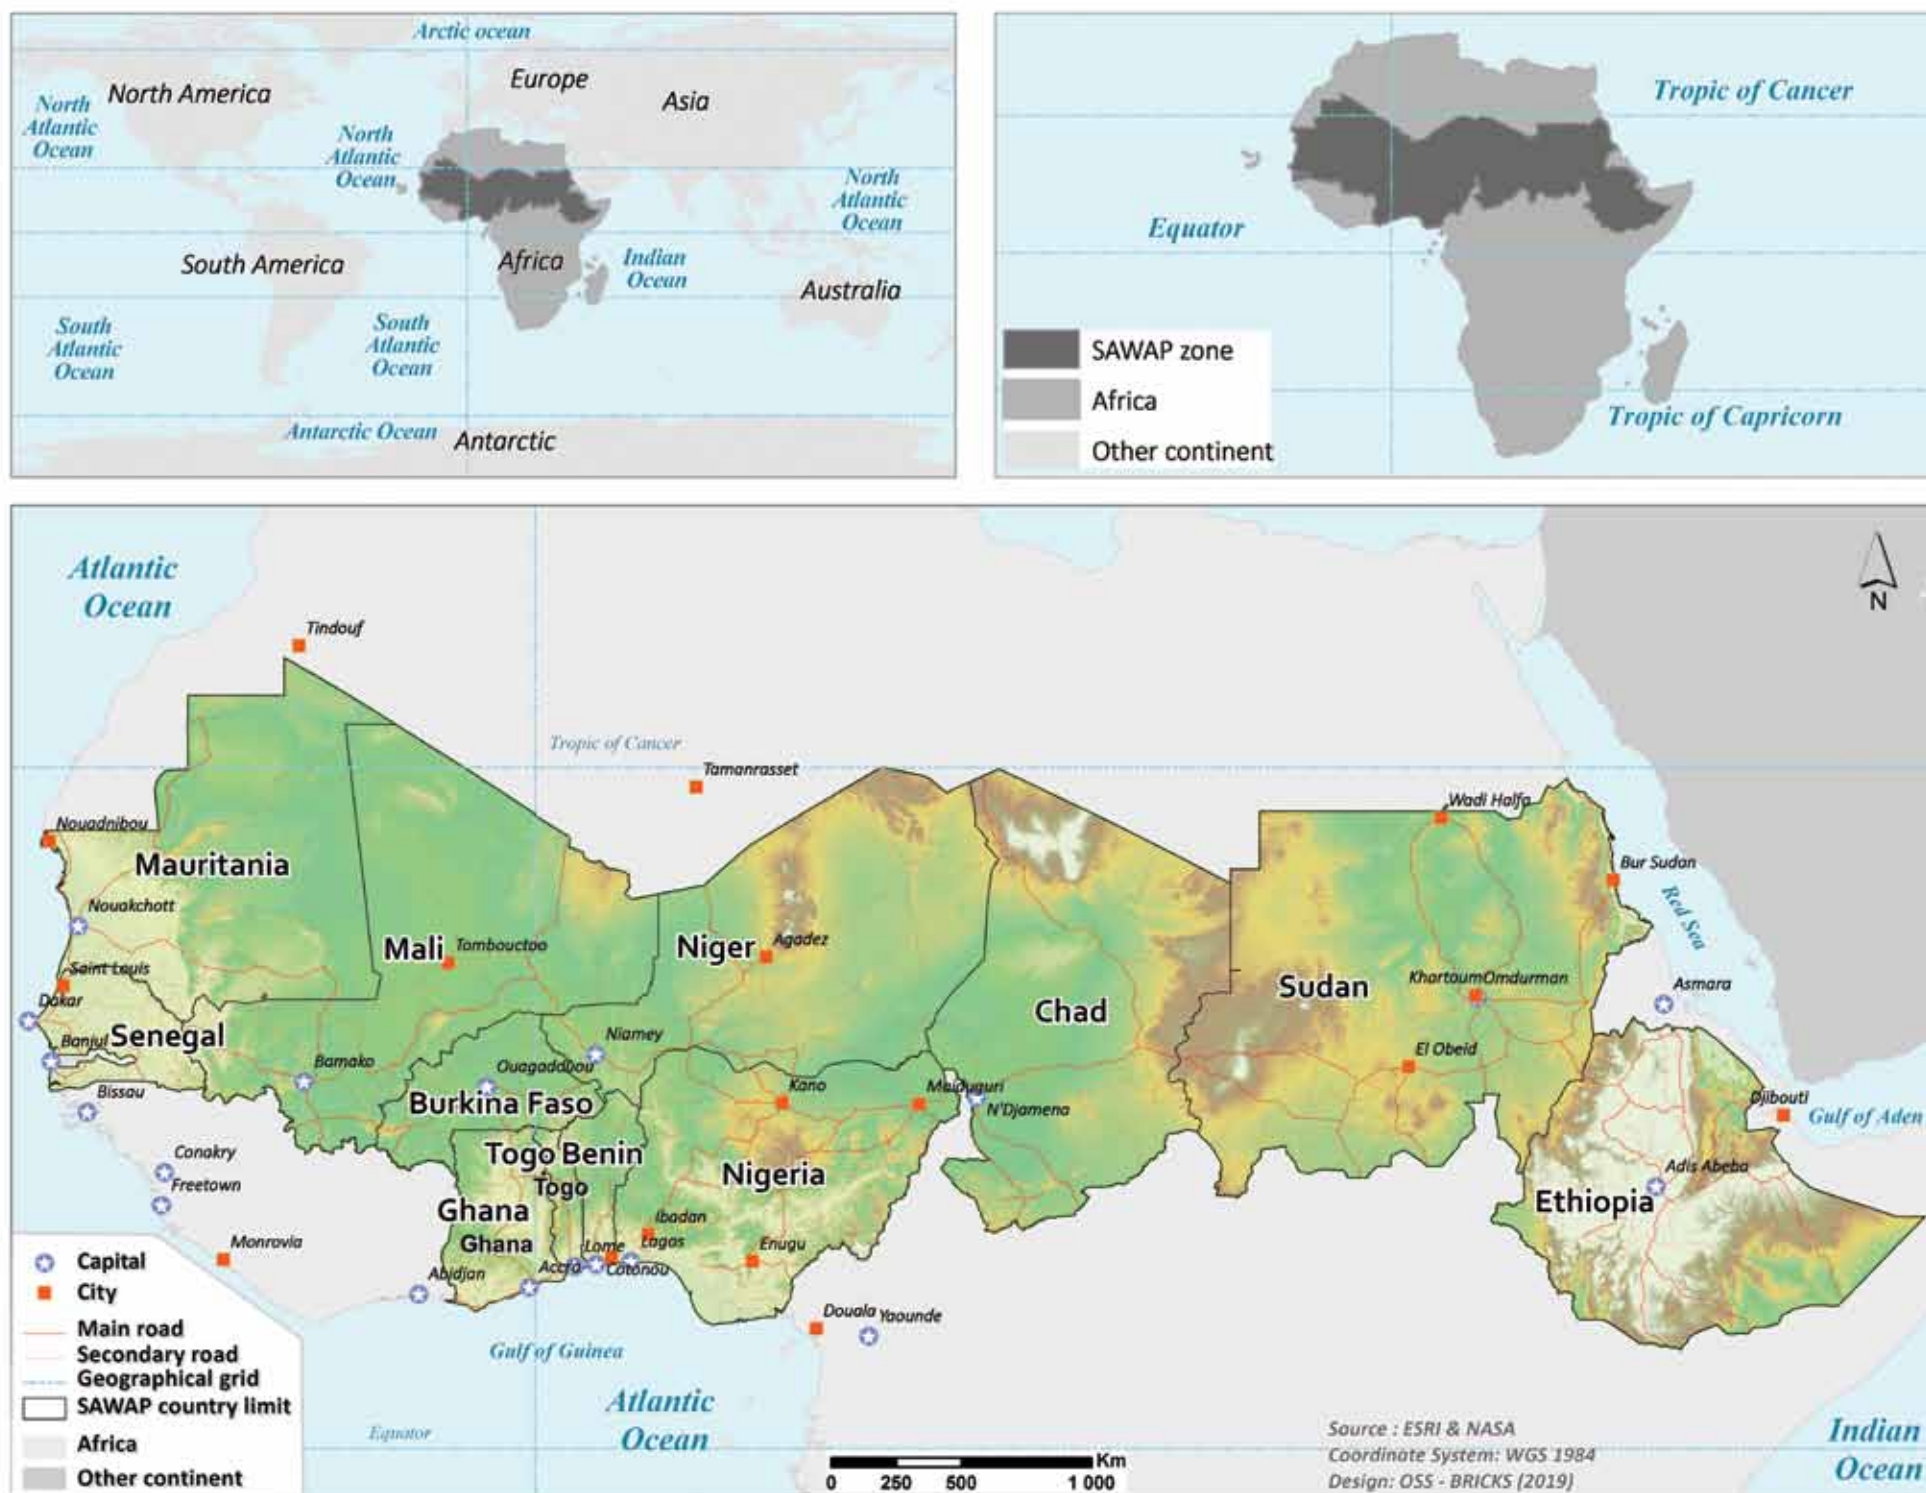 Arctic ocean
North America
Europe
Asia
North
Atlantic
Ocean
North
Atlantic
Ocean
North
Atlantic
Ocean
South America
Africa
Indian
Ocean
Australia
South
Atlantic
Ocean
South
Atlantic
Ocean
Antarctic Ocean
Antarctic
Tropic of Cancer
Equator
Tropic of Capricorn
SAWAP zone
Africa
Other continent
Atlantic
Ocean
N
Tindouf
Tropic of Cancer
Tamanrasset
Wadi Halfa
Nouadnibou
Mauritania
Bur Sudan
Red Sea
Nouakchott
Mali
Tombouctoo
Niger
Agadez
Saint Louis
Sudan
Khartoum
Omdurman
Asmara
Dakar
Chad
Senegal
Banjul
Niamey
El Obeid
Bamako
Ouagadouou
Bissau
Burkina Faso
Kano
Maiduguri
N'Djamena
Djibouti
Gulf of Aden
Conakry
Togo
Benin
Togo
Nigeria
Adis Abeba
Freetown
Ethiopia
Ghana
Ghana
Ibadan
Monrovia
Lome
Lagos
Enugu
Abidjan
Accra
Cotonou
Douala
Yaounde
Gulf of Guinea
Atlantic
Ocean
Equator
Indian
Ocean
Capital
City
Main road
Secondary road
Geographical grid
SAWAP country limit
Africa
Other continent
Km
0 250 500 1 000
Source : ESRI & NASA
Coordinate System: WGS 1984
Design: OSS - BRICKS (2019)